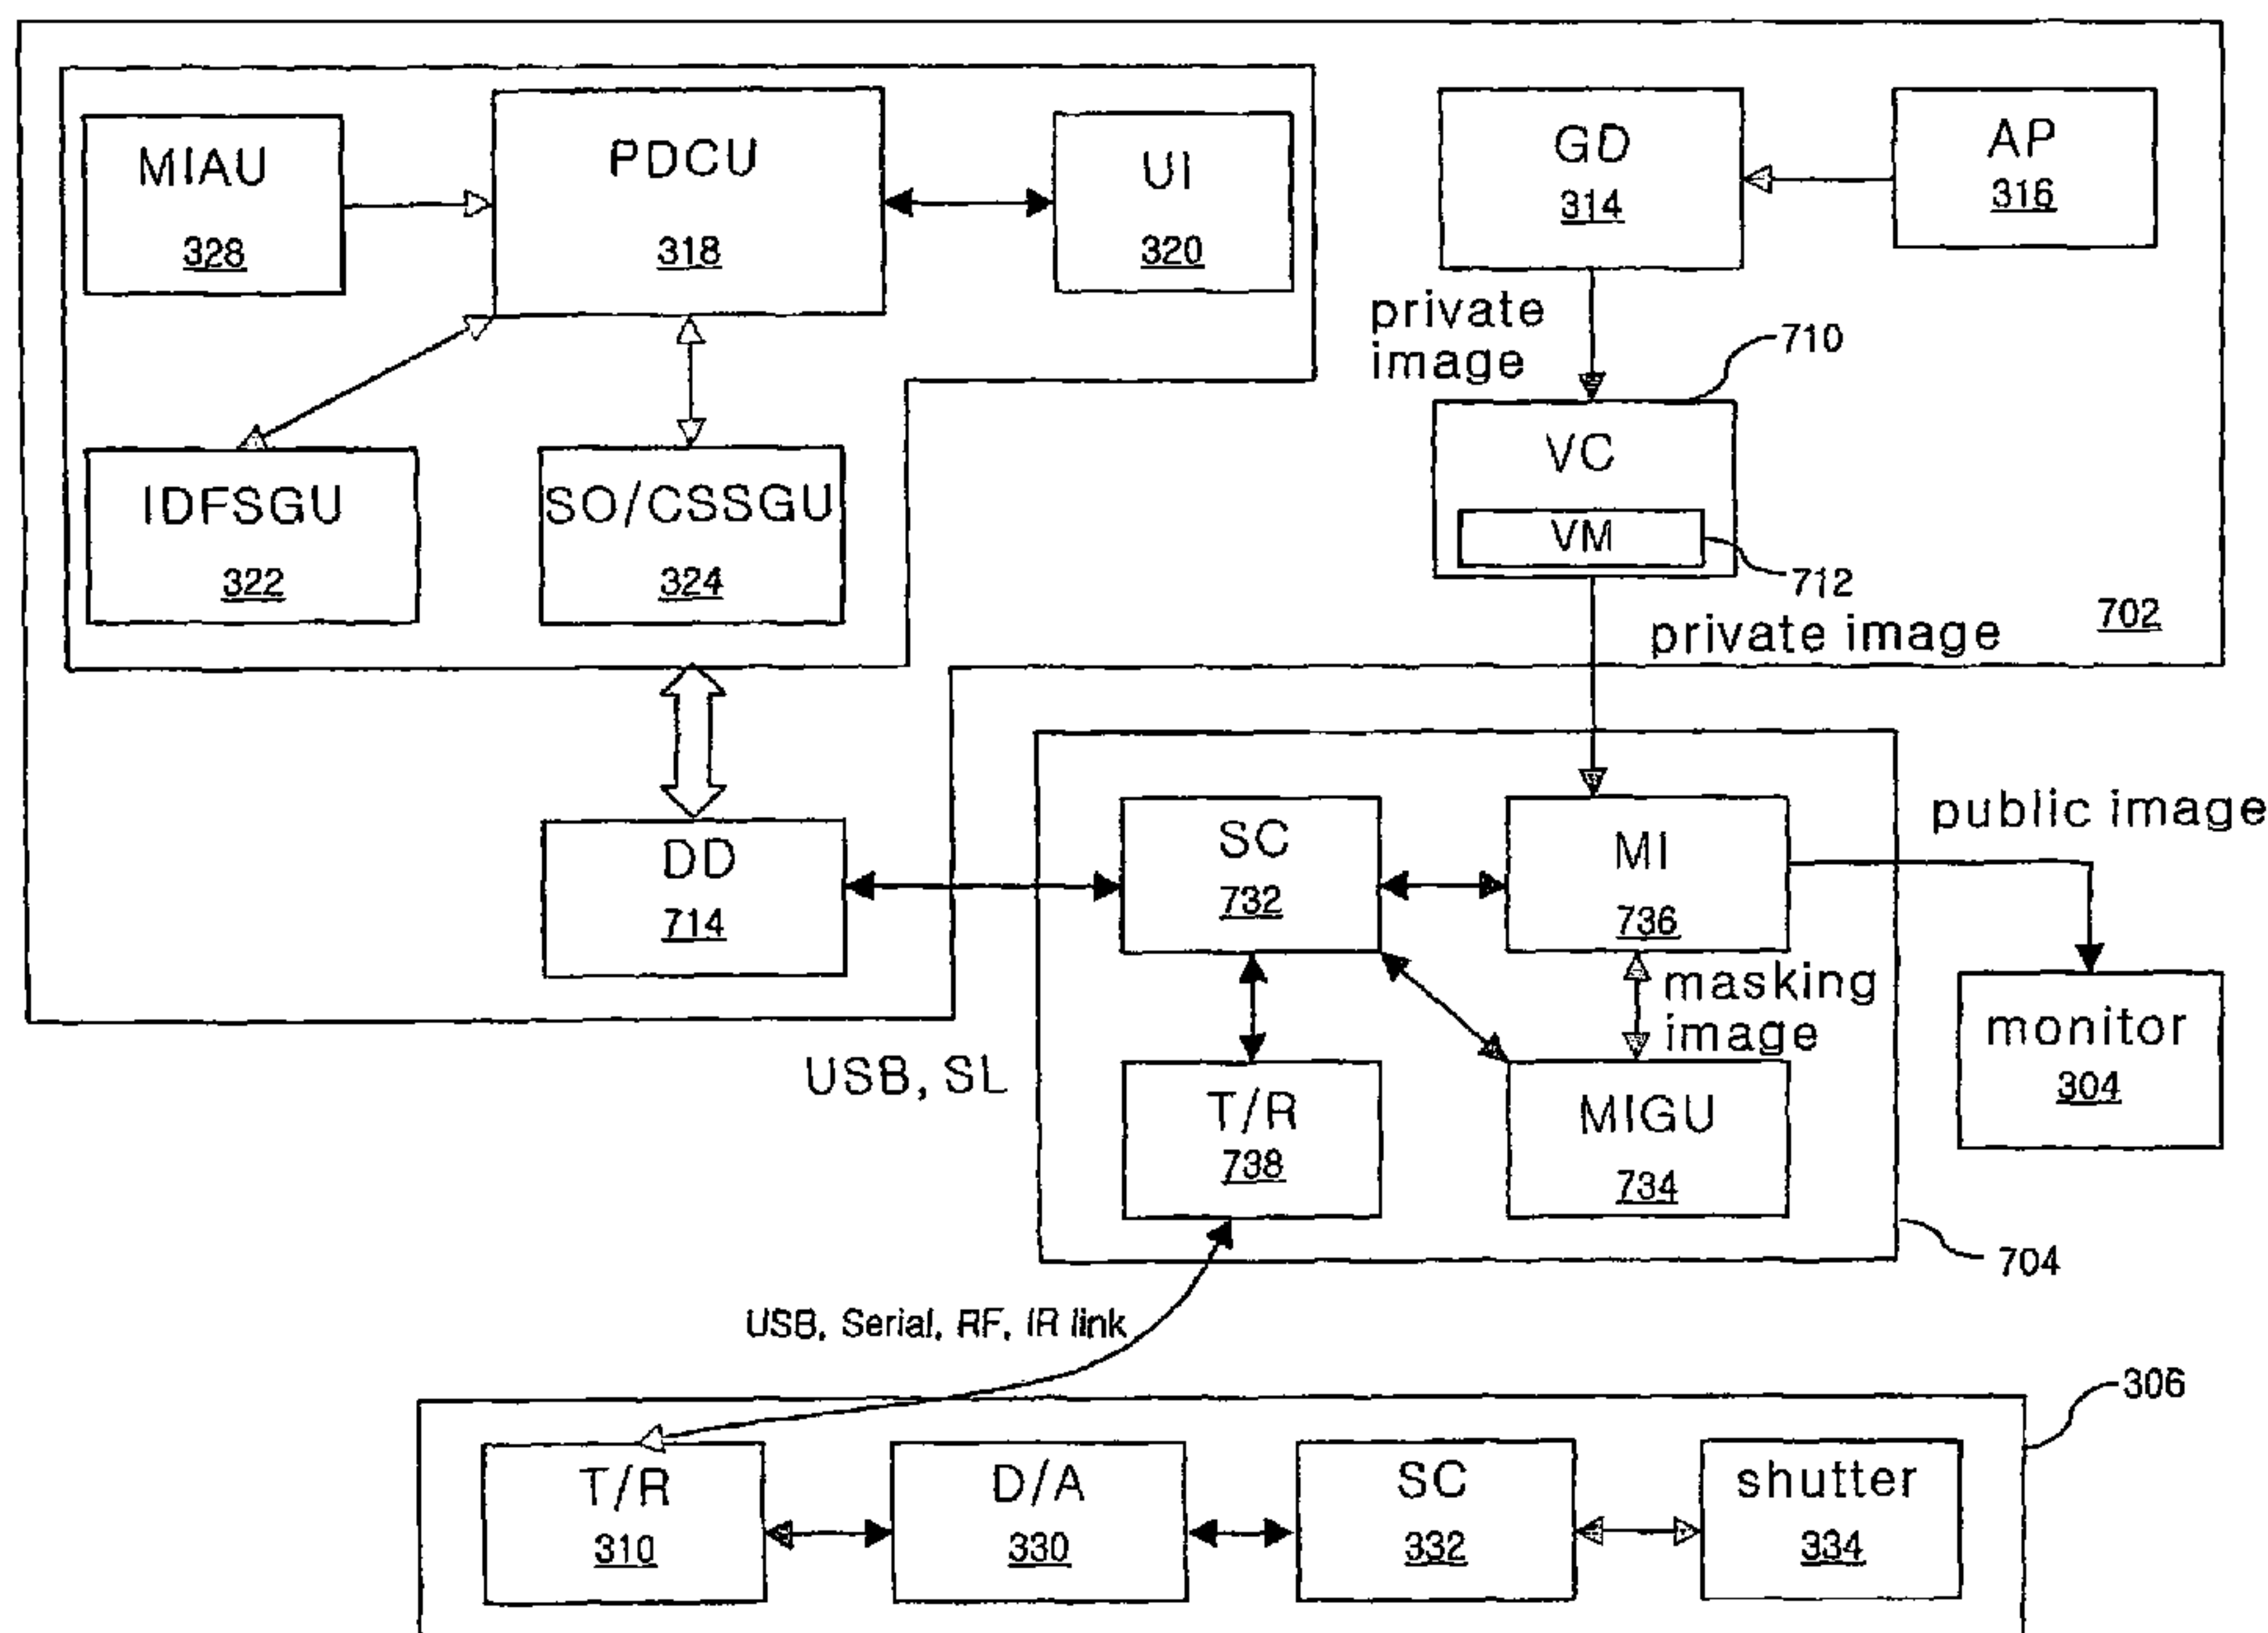 MIAU
328
PDCU
318
UI
320
GD
314
AP
316
private
image
710
VC
VM
712
IDFSGU
322
SO/CSSGU
324
702
private image
DD
714
SC
732
MI
736
public image
masking
image
monitor
304
USB, SL
T/R
738
MIGU
734
704
USB, Serial, RF, IR link
306
T/R
310
D/A
330
SC
332
shutter
334